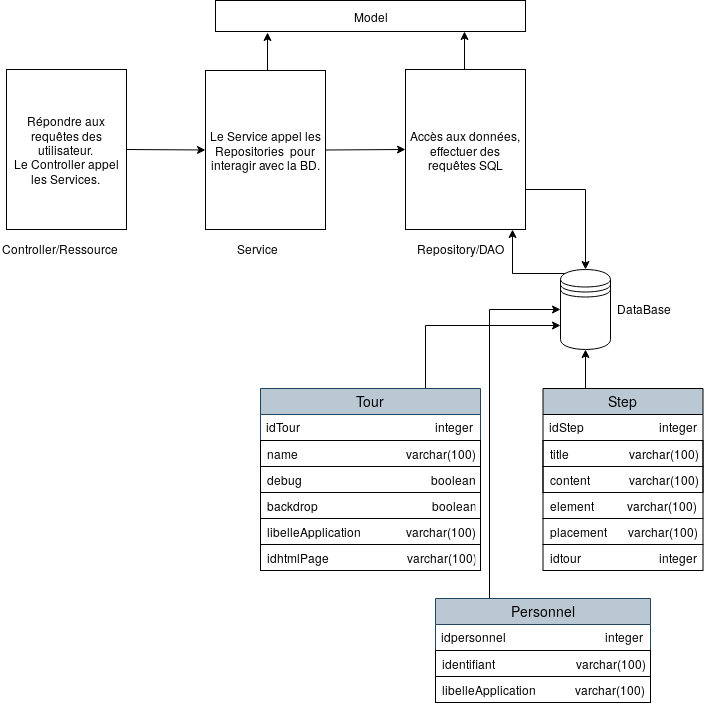 Model
Répondre aux
requêtes des
utilisateur.
Le Controller appel
les Services.
Le Service appel les
Repositories pour
interagir avec la BD.
Accès aux données,
effectuer des
requêtes SQL
Controller/Ressource
Service
Repository/DAO
DataBase
Tour
idTour integer
name varchar(100)
debug boolean
backdrop boolean
libelleApplication varchar(100)
idhtmlPage varchar(100)
Step
idStep integer
title varchar(100)
content varchar(100)
element varchar(100)
placement varchar(100)
idtour integer
Personnel
idpersonnel integer
identifiant varchar(100)
libelleApplication varchar(100)